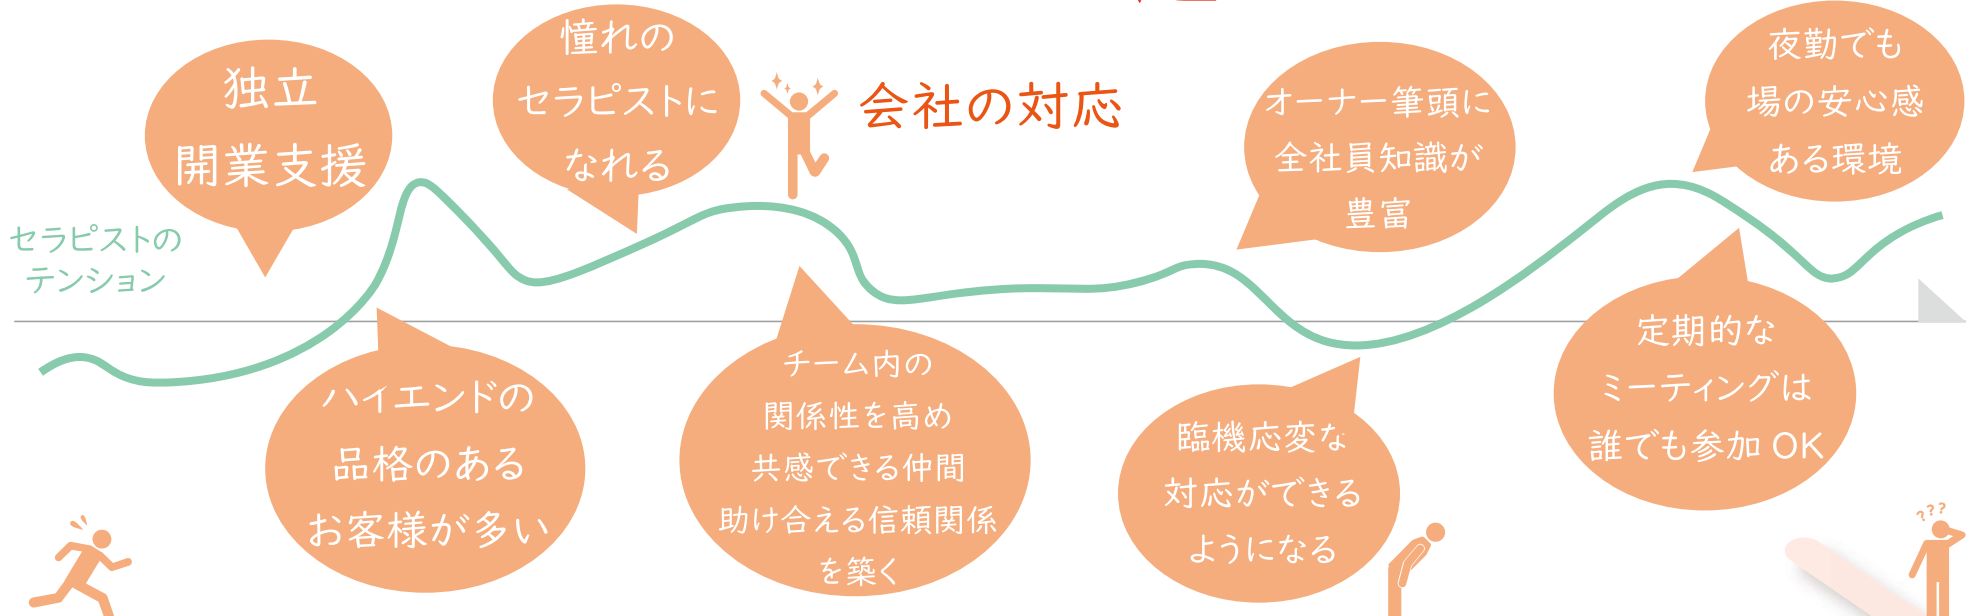 独立
開業支援
憧れの
セラピストに
なれる
会社の対応
オーナー筆頭に
全社員知識が
豊富
夜勤でも
場の安心感
ある環境
セラピストの
テンション
ハイエンドの
品格のある
お客様が多い
チーム内の
関係性を高め
共感できる仲間
助け合える信頼関係
を築く
臨機応変な
対応ができる
ようになる
定期的な
ミーティングは
誰でも参加 OK
???